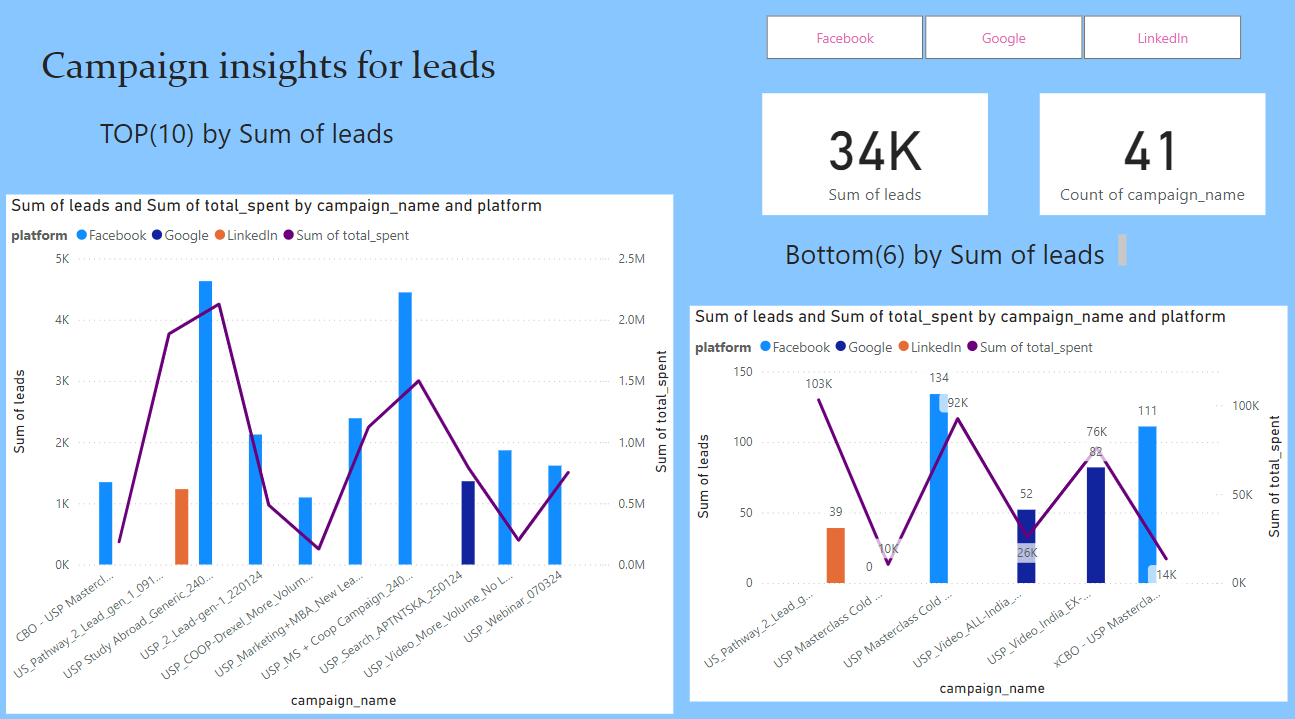 Campaign insights for leads
TOP(10) by Sum of leads
Facebook
Google
LinkedIn
34K
Sum of leads
41
Count of campaign_name
Bottom(6) by Sum of leads
Sum of leads and Sum of total_spent by campaign_name and platform
platform Facebook Google LinkedIn Sum of total_spent
5K
4K
3K
2K
1K
0K
Sum of leads
2.5M
2.0M
1.5M
1.0M
0.5M
0.0M
Sum of total_spent
CBO - USP Mastercl...
US_Pathway_2_Lead_gen_1_091...
USP Study Abroad_Generic_240...
USP_2_Lead-gen-1_220124
USP_COOP-Drexel_More_Volum...
USP_Marketing+MBA_New Lea...
USP_MS + Coop Campaign_240...
USP_Search_APTNTSKA_250124
USP_Video_More_Volume_No L...
USP_Webinar_070324
campaign_name
Sum of leads and Sum of total_spent by campaign_name and platform
platform Facebook Google LinkedIn Sum of total_spent
150
100
50
0
Sum of leads
100K
50K
0K
Sum of total_spent
103K
39
10K
0
134
92K
52
26K
76K
82
111
14K
US_Pathway_2_Lead_g...
USP Masterclass Cold ...
USP Masterclass Cold ...
USP_Video_ALL-India_...
USP_Video_India_EX-...
xCBO - USP Mastercla...
campaign_name